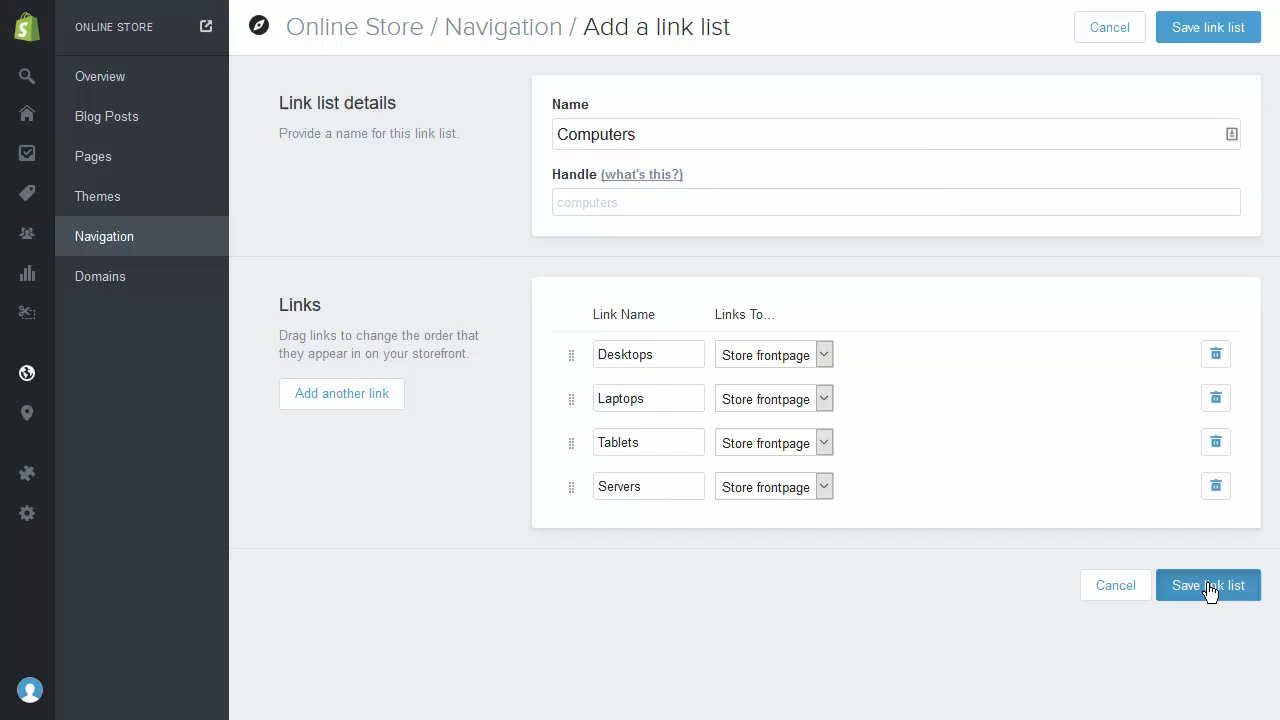 ONLINE STORE
Overview
Blog Posts
Pages
Themes
Navigation
Domains
Online Store / Navigation / Add a link list
Cancel
Save link list
Link list details
Provide a name for this link list.
Name
Computers
Handle (what's this?)
computers
Links
Drag links to change the order that
they appear in on your storefront.
Add another link
Link Name Links To...
Desktops Store frontpage
Laptops Store frontpage
Tablets Store frontpage
Servers Store frontpage
Cancel
Save link list